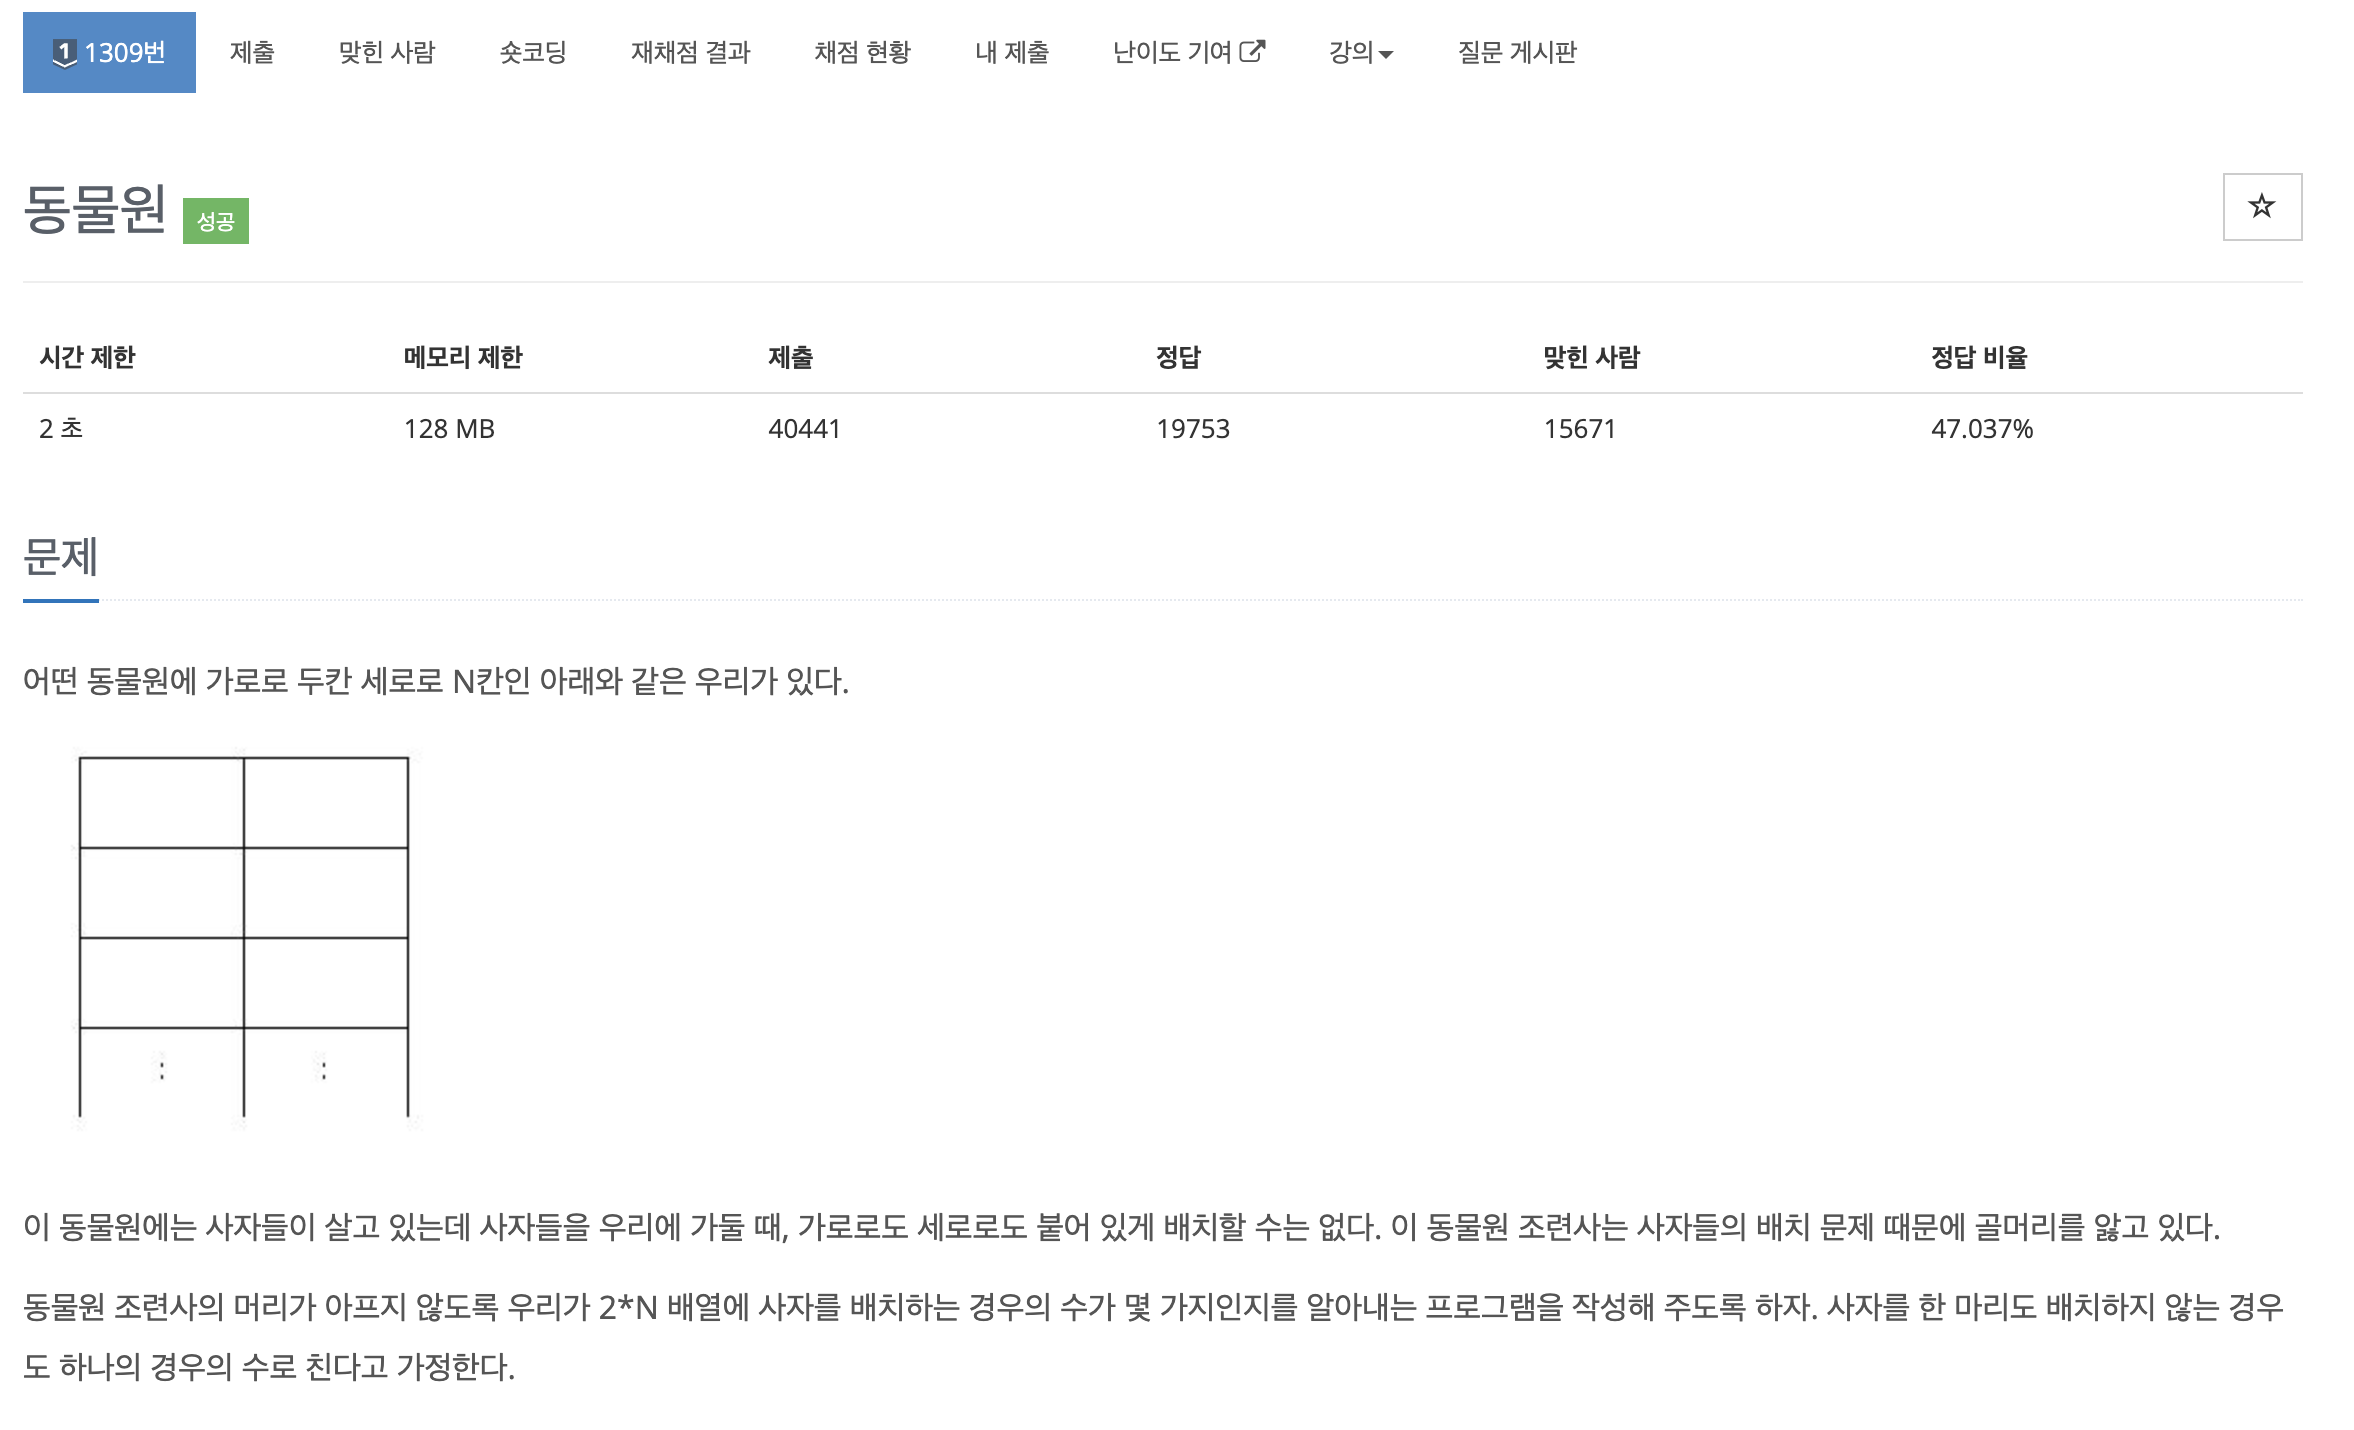 1309번 제출 맞힌 사람 숏코딩 재채점 결과 채점 현황 내 제출 난이도 기여 강의 질문 게시판
동물원 성공
시간 제한 메모리 제한 제출 정답 맞힌 사람 정답 비율
2 초 128 MB 40441 19753 15671 47.037%
문제
어떤 동물원에 가로로 두칸 세로로 N칸인 아래와 같은 우리가 있다.
이 동물원에는 사자들이 살고 있는데 사자들을 우리에 가둘 때, 가로로도 세로로도 붙어 있게 배치할 수는 없다. 이 동물원 조련사는 사자들의 배치 문제 때문에 골머리를 앓고 있다.
동물원 조련사의 머리가 아프지 않도록 우리가 2*N 배열에 사자를 배치하는 경우의 수가 몇 가지인지를 알아내는 프로그램을 작성해 주도록 하자. 사자를 한 마리도 배치하지 않는 경우
도 하나의 경우의 수로 친다고 가정한다.